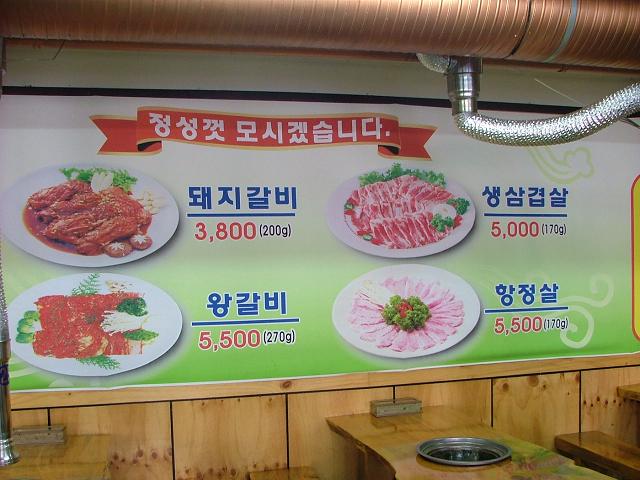 정성껏 모시겠습니다.
돼지갈비
3,800(200g)
생삼겹살
5,000(170g)
왕갈비
5,500(270g)
항정살
5,500(170g)